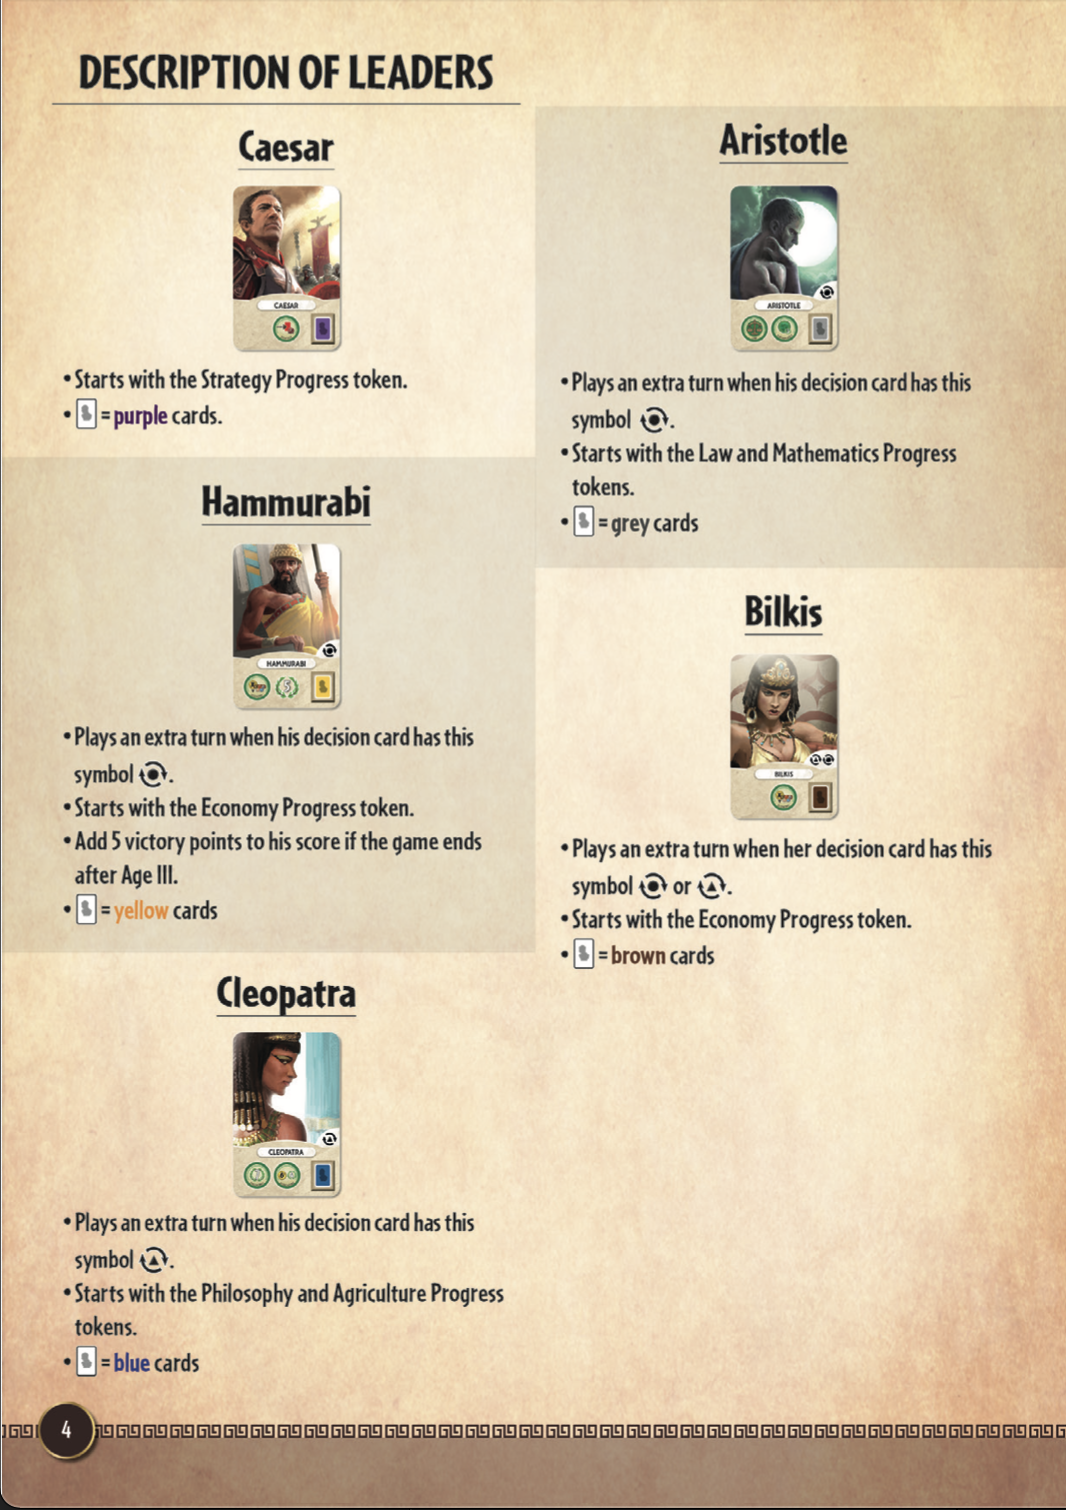 DESCRIPTION OF LEADERS
Caesar
CAESAR
• Starts with the Strategy Progress token.
• = purple cards.
Hammurabi
HAMMURABI
5
• Plays an extra turn when his decision card has this
symbol .
• Starts with the Economy Progress token.
• Add 5 victory points to his score if the game ends
after Age III.
• = yellow cards
Cleopatra
CLEOPATRA
• Plays an extra turn when his decision card has this
symbol .
• Starts with the Philosophy and Agriculture Progress
tokens.
• = blue cards
Aristotle
ARISTOTLE
• Plays an extra turn when his decision card has this
symbol .
• Starts with the Law and Mathematics Progress
tokens.
• = grey cards
Bilkis
BILKIS
• Plays an extra turn when her decision card has this
symbol or .
• Starts with the Economy Progress token.
• = brown cards
4